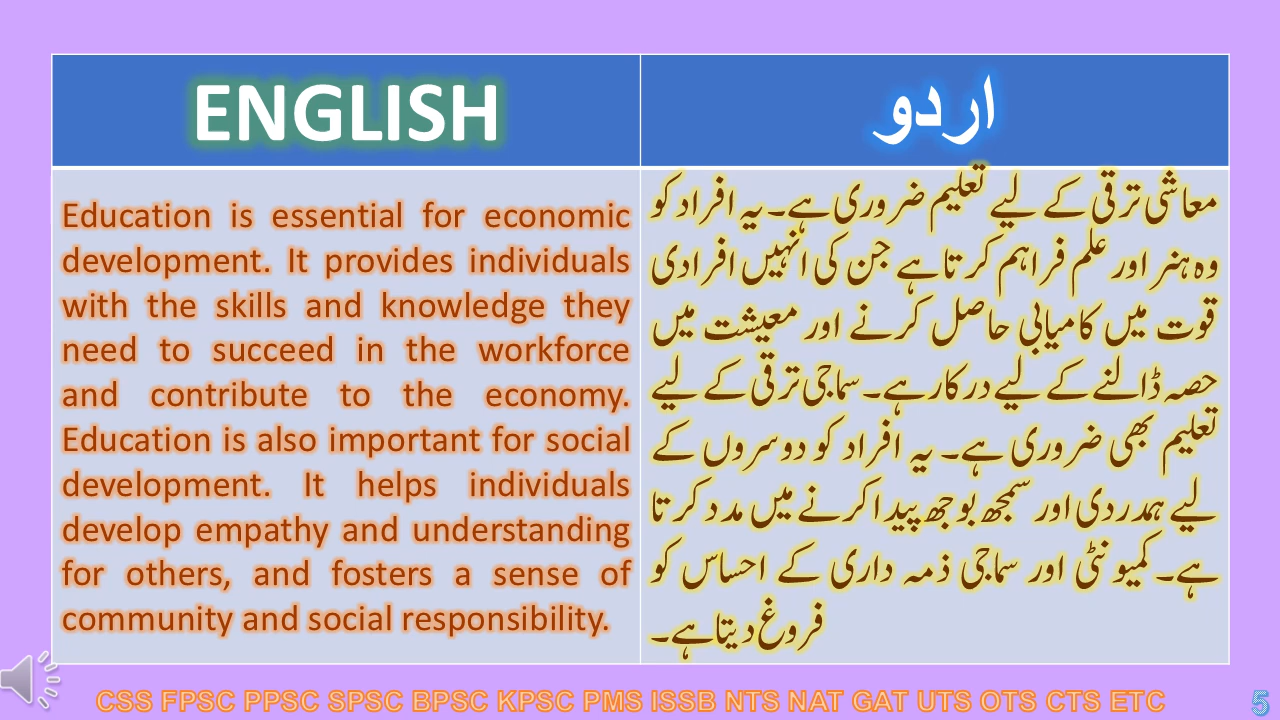 ENGLISH
اردو
Education is essential for economic
development. It provides individuals
with the skills and knowledge they
need to succeed in the workforce
and contribute to the economy.
Education is also important for social
development. It helps individuals
develop empathy and understanding
for others, and fosters a sense of
community and social responsibility.
معاشی ترقی کے لیے تعلیم ضروری ہے۔ یہ افراد کو
وہ ہنر اور علم فراہم کرتا ہے جن کی انہیں افرادی
قوت میں کامیابی حاصل کرنے اور معیشت میں
حصہ ڈالنے کے لیے درکار ہے۔ سماجی ترقی کے لیے
تعلیم بھی ضروری ہے۔ یہ افراد کو دوسروں کے
لیے ہمدردی اور سمجھ بوجھ پیدا کرنے میں مدد کرتا
ہے۔ کمیونٹی اور سماجی ذمہ داری کے احساس کو
فروغ دیتا ہے۔
CSS FPSC PPSC SPSC BPSC KPSC PMS ISSB NTS NAT GAT UTS OTS CTS ETC
5